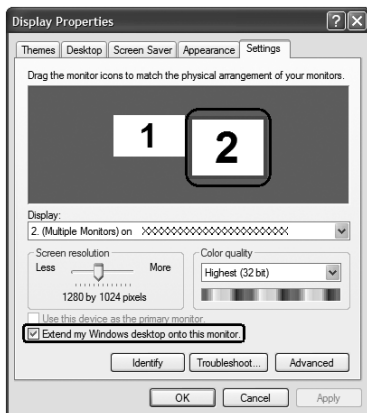 Display Properties
Themes Desktop Screen Saver Appearance Settings
Drag the monitor icons to match the physical arrangement of your monitors.
1 2
Display:
2. (Multiple Monitors) on XXXXXXXXXXXXXXXXXXXXXXX
Screen resolution Color quality
Less More Highest (32 bit)
1280 by 1024 pixels
Use this device as the primary monitor.
Extend my Windows desktop onto this monitor.
Identify Troubleshoot... Advanced
OK Cancel Apply